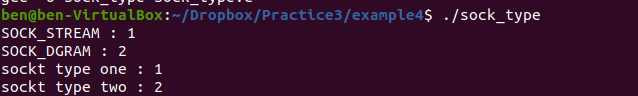 ben@ben-VirtualBox:~/Dropbox/Practice3/example4$ ./sock_type
SOCK_STREAM : 1
SOCK_DGRAM : 2
sockt type one : 1
sockt type two : 2